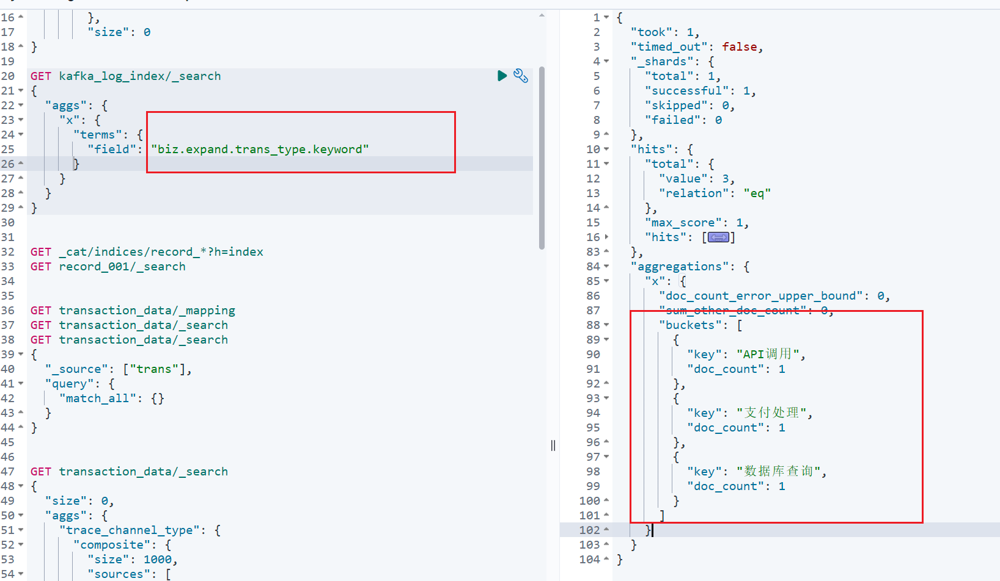 16 },
17 "size": 0
18 }
19
20 GET kafka_log_index/_search
21 {
22 "aggs": {
23 "x": {
24 "terms": {
25 "field": "biz.expand.trans_type.keyword"
26 }
27 }
28 }
29 }
30
31
32 GET _cat/indices/record_*?h=index
33 GET record_001/_search
34
35
36 GET transaction_data/_mapping
37 GET transaction_data/_search
38 GET transaction_data/_search
39 {
40 "_source": ["trans"],
41 "query": {
42 "match_all": {}
43 }
44 }
45
46
47 GET transaction_data/_search
48 {
49 "size": 0,
50 "aggs": {
51 "trace_channel_type": {
52 "composite": {
53 "size": 1000,
54 "sources": [
1 {
2 "took": 1,
3 "timed_out": false,
4 "_shards": {
5 "total": 1,
6 "successful": 1,
7 "skipped": 0,
8 "failed": 0
9 },
10 "hits": {
11 "total": {
12 "value": 3,
13 "relation": "eq"
14 },
15 "max_score": 1,
16 "hits": []
83 },
84 "aggregations": {
85 "x": {
86 "doc_count_error_upper_bound": 0,
87 "sum_other_doc_count": 0,
88 "buckets": [
89 {
90 "key": "API调用",
91 "doc_count": 1
92 },
93 {
94 "key": "支付处理",
95 "doc_count": 1
96 },
97 {
98 "key": "数据库查询",
99 "doc_count": 1
100 }
101 ]
102 }
103 }
104 }